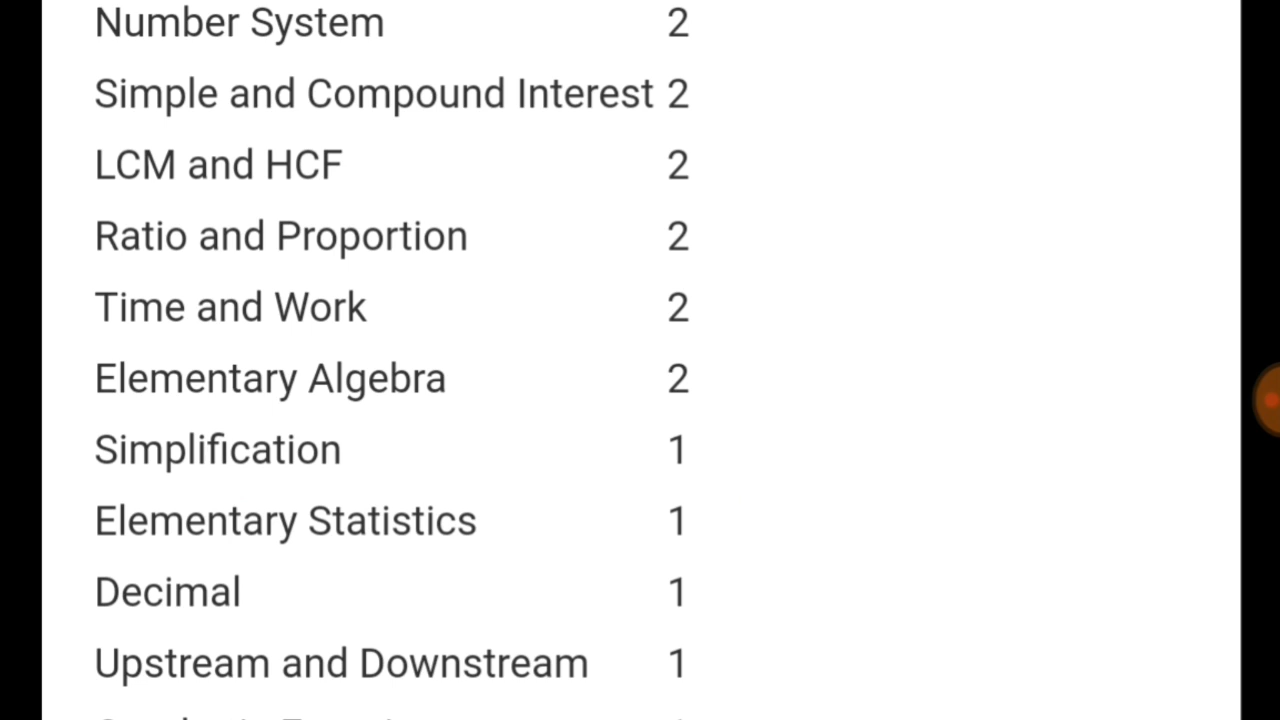 Number System 2
Simple and Compound Interest 2
LCM and HCF 2
Ratio and Proportion 2
Time and Work 2
Elementary Algebra 2
Simplification 1
Elementary Statistics 1
Decimal 1
Upstream and Downstream 1